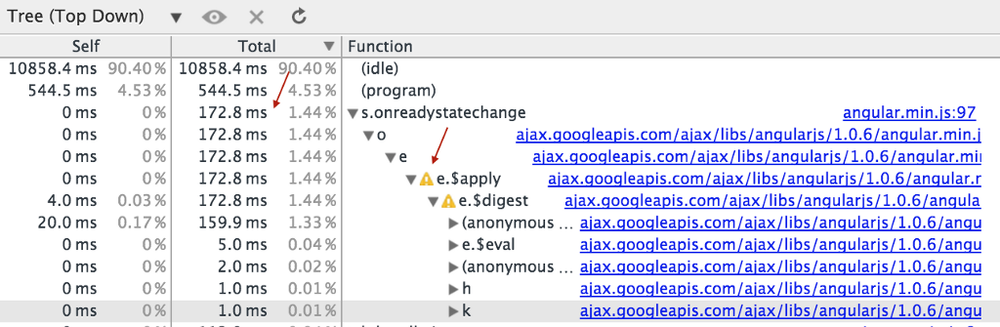 Tree (Top Down)
Self Total Function
10858.4 ms 90.40% 10858.4 ms 90.40% (idle)
544.5 ms 4.53% 544.5 ms 4.53% (program)
0 ms 0% 172.8 ms 1.44% s.onreadystatechange angular.min.js:97
0 ms 0% 172.8 ms 1.44% o ajax.googleapis.com/ajax/libs/angularjs/1.0.6/angular.min.j
0 ms 0% 172.8 ms 1.44% e ajax.googleapis.com/ajax/libs/angularjs/1.0.6/angular.mi
0 ms 0% 172.8 ms 1.44% e.$apply ajax.googleapis.com/ajax/libs/angularjs/1.0.6/angular.r
4.0 ms 0.03% 172.8 ms 1.44% e.$digest ajax.googleapis.com/ajax/libs/angularjs/1.0.6/angula
20.0 ms 0.17% 159.9 ms 1.33% (anonymous ... ajax.googleapis.com/ajax/libs/angularjs/1.0.6/angu
0 ms 0% 5.0 ms 0.04% e.$eval ajax.googleapis.com/ajax/libs/angularjs/1.0.6/angu
0 ms 0% 2.0 ms 0.02% (anonymous ... ajax.googleapis.com/ajax/libs/angularjs/1.0.6/angu
0 ms 0% 1.0 ms 0.01% h ajax.googleapis.com/ajax/libs/angularjs/1.0.6/angu
0 ms 0% 1.0 ms 0.01% k ajax.googleapis.com/ajax/libs/angularjs/1.0.6/angu